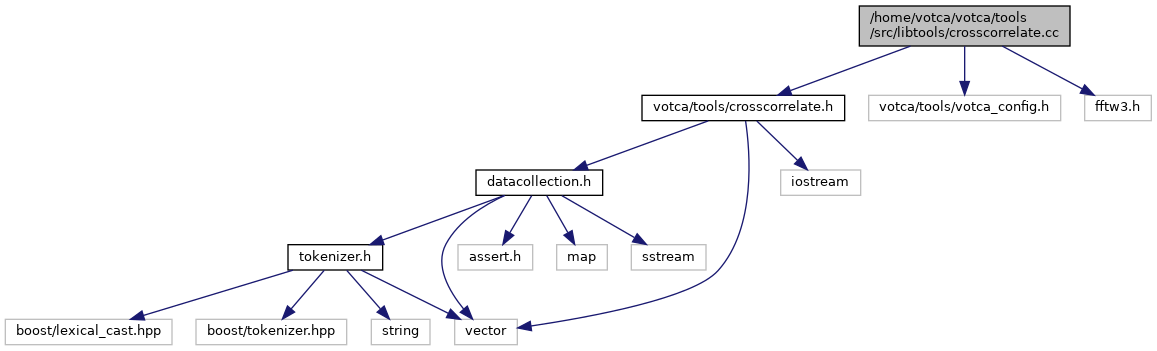 /home/votca/votca/tools
/src/libtools/crosscorrelate.cc
votca/tools/crosscorrelate.h
votca/tools/votca_config.h
fftw3.h
datacollection.h
iostream
tokenizer.h
assert.h
map
sstream
boost/lexical_cast.hpp
boost/tokenizer.hpp
string
vector